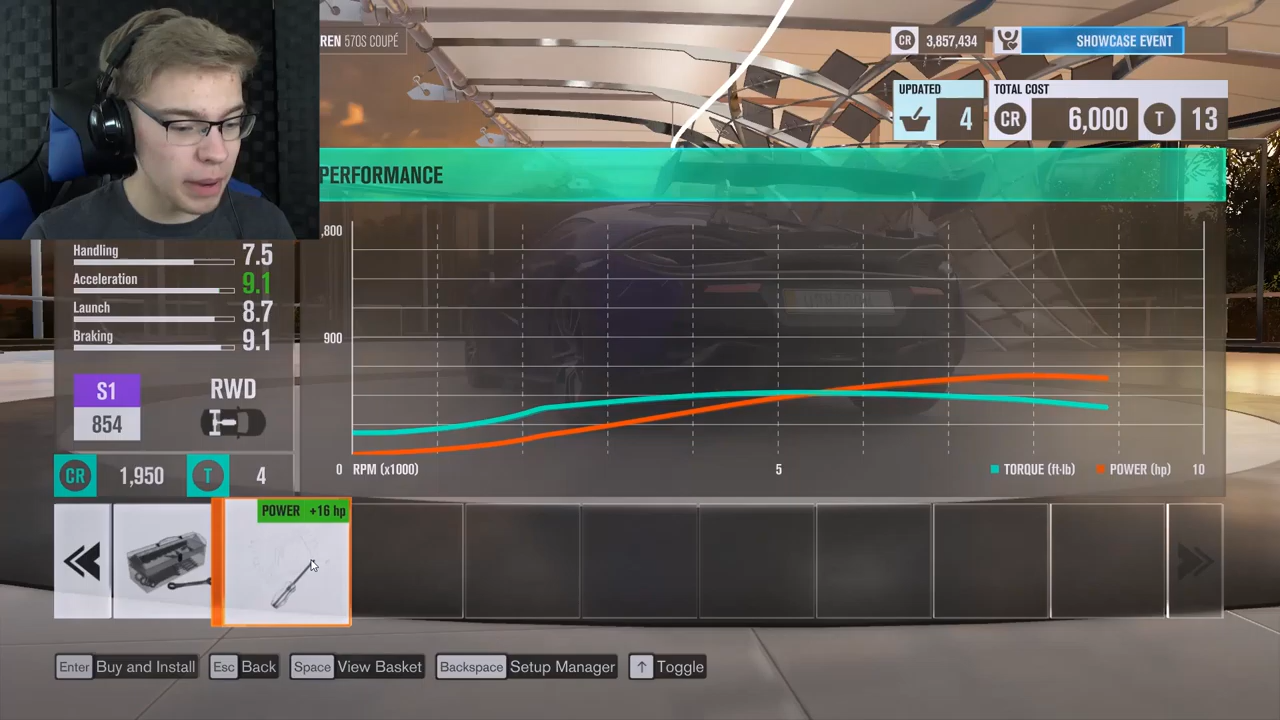 REN 570S COUPÉ
CR 3,857,434
SHOWCASE EVENT
UPDATED
4
TOTAL COST
CR 6,000 T 13
PERFORMANCE
Handling 7.5
Acceleration 9.1
Launch 8.7
Braking 9.1
S1
854
RWD
CR 1,950 T 4
,800
900
0 RPM (x1000) 5 TORQUE (ft·lb) POWER (hp) 10
POWER +16 hp
Enter Buy and Install Esc Back Space View Basket Backspace Setup Manager ↑ Toggle